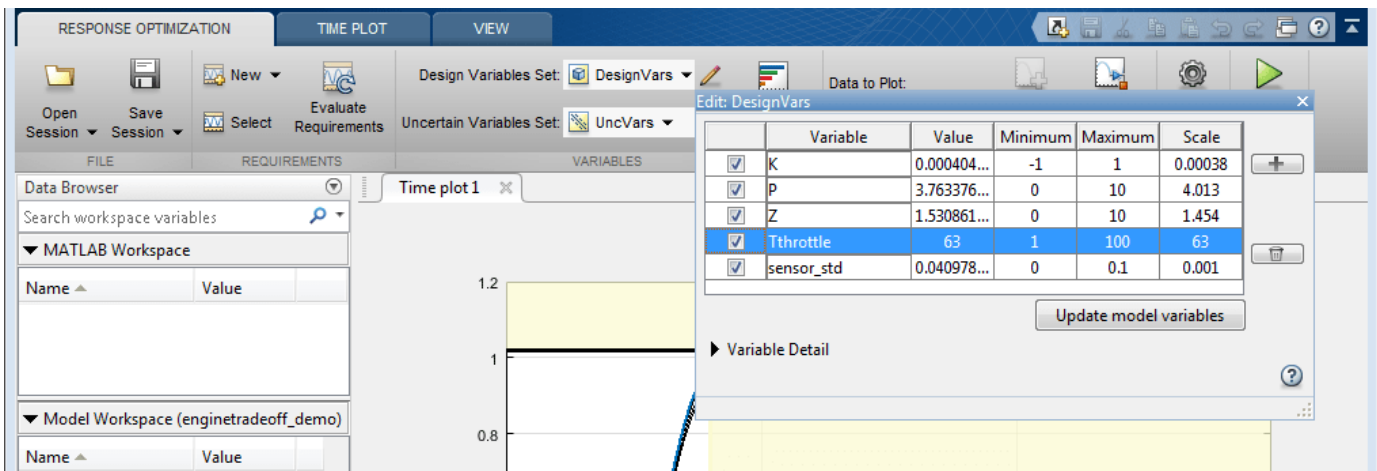 RESPONSE OPTIMIZATION TIME PLOT VIEW
New Design Variables Set: DesignVars Data to Plot:
Open Session Save Session Select Evaluate Requirements Uncertain Variables Set: UncVars
FILE REQUIREMENTS VARIABLES
Edit: DesignVars
Variable Value Minimum Maximum Scale
K 0.000404... -1 1 0.00038
P 3.763376... 0 10 4.013
Z 1.530861... 0 10 1.454
Tthrottle 63 1 100 63
sensor_std 0.040978... 0 0.1 0.001
Update model variables
Variable Detail
Data Browser
Search workspace variables
MATLAB Workspace
Name Value
Model Workspace (enginetradeoff_demo)
Name Value
Time plot 1
1.2
1
0.8